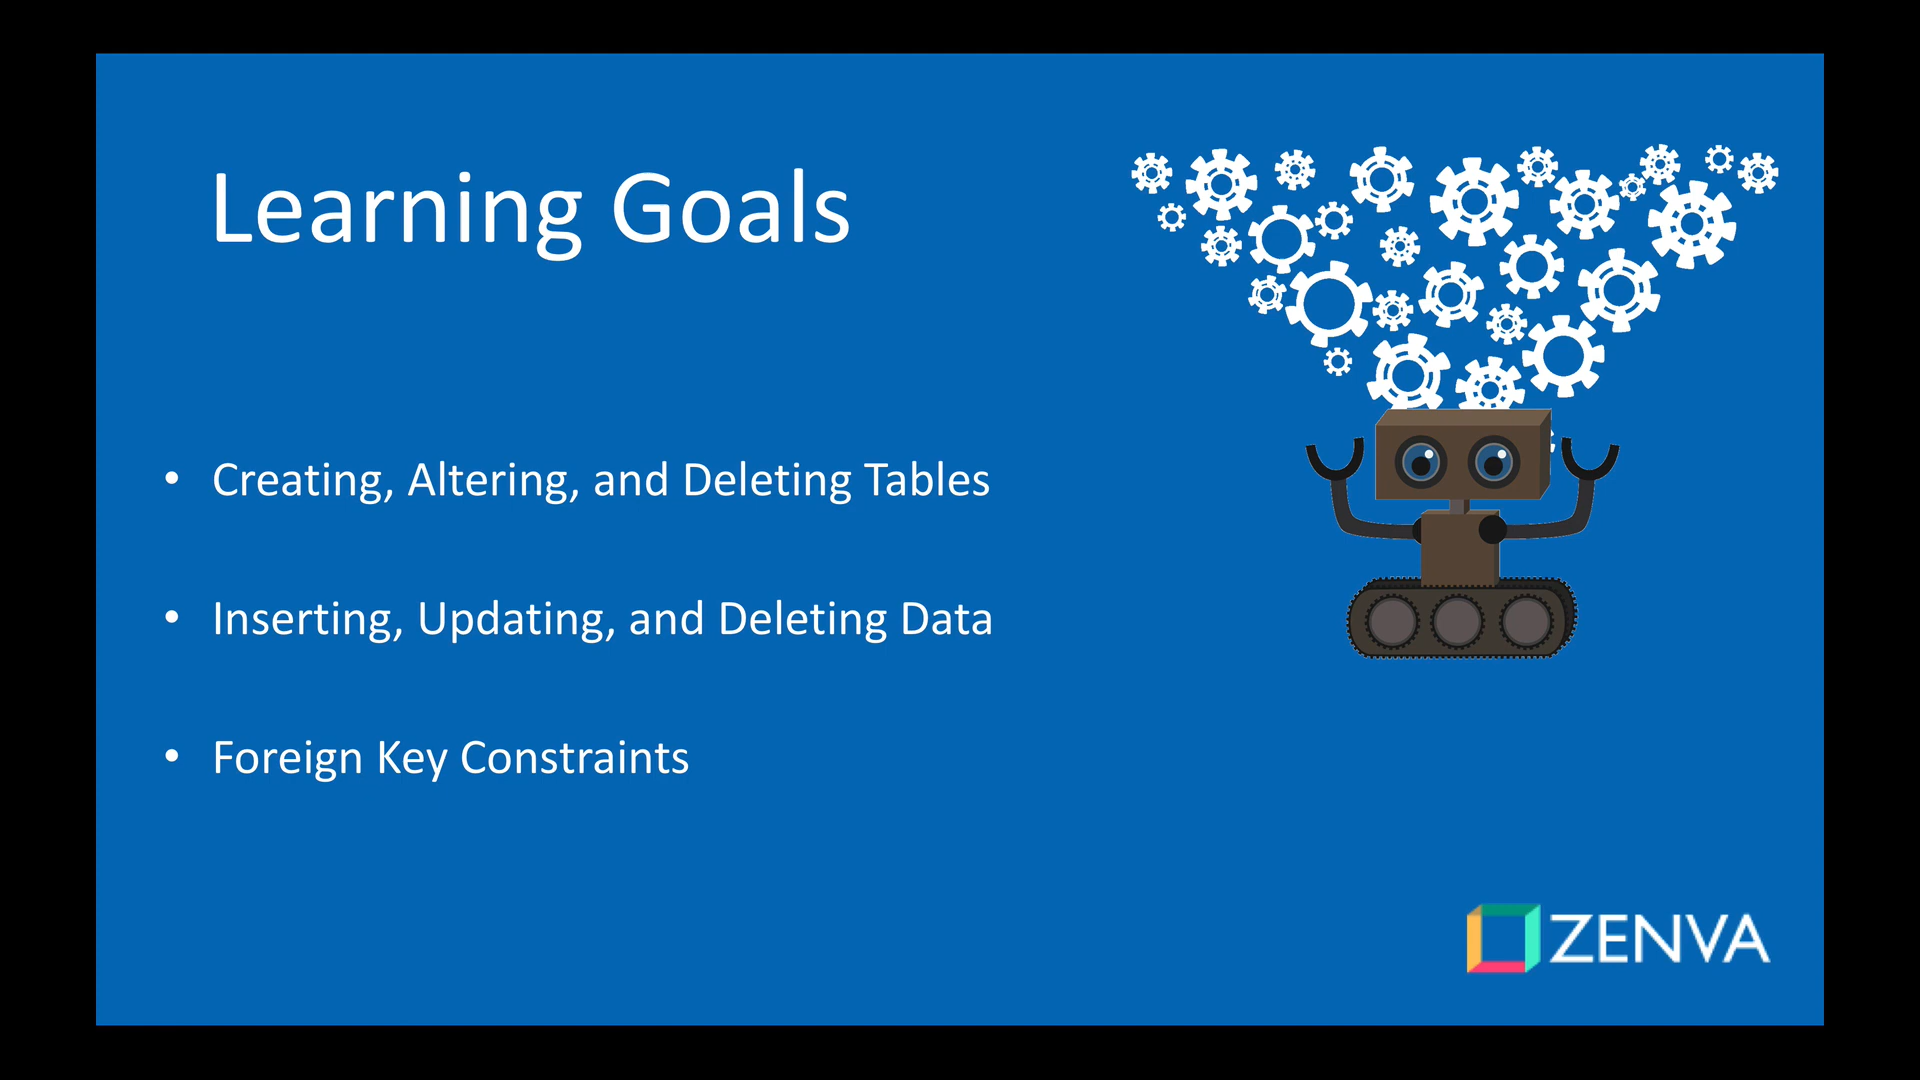 Learning Goals
• Creating, Altering, and Deleting Tables
• Inserting, Updating, and Deleting Data
• Foreign Key Constraints
ZENVA